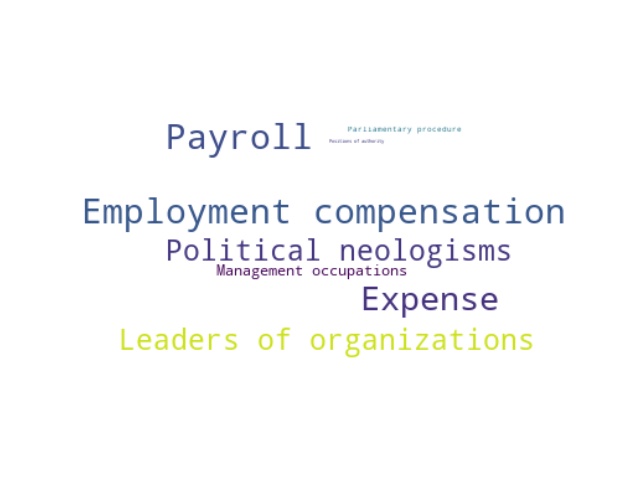 Payroll
Parliamentary procedure
Positions of authority
Employment compensation
Political neologisms
Management occupations
Expense
Leaders of organizations